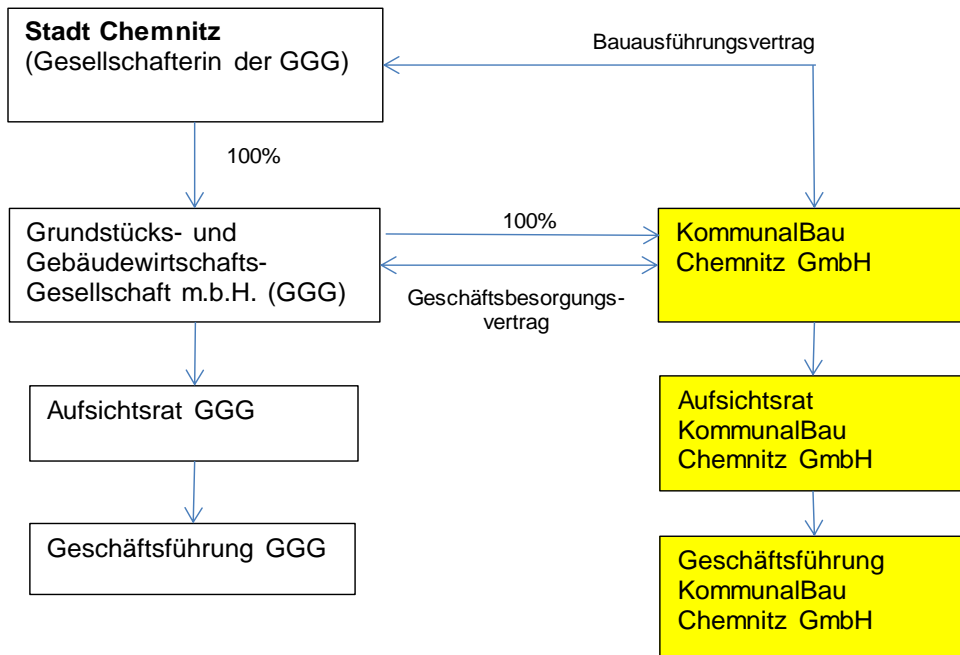 Stadt Chemnitz
(Gesellschafterin der GGG)
Bauausführungsvertrag
100%
Grundstücks- und
Gebäudewirtschafts-
Gesellschaft m.b.H. (GGG)
100%
Geschäftsbesorgungs-
vertrag
KommunalBau
Chemnitz GmbH
Aufsichtsrat GGG
Aufsichtsrat
KommunalBau
Chemnitz GmbH
Geschäftsführung GGG
Geschäftsführung
KommunalBau
Chemnitz GmbH